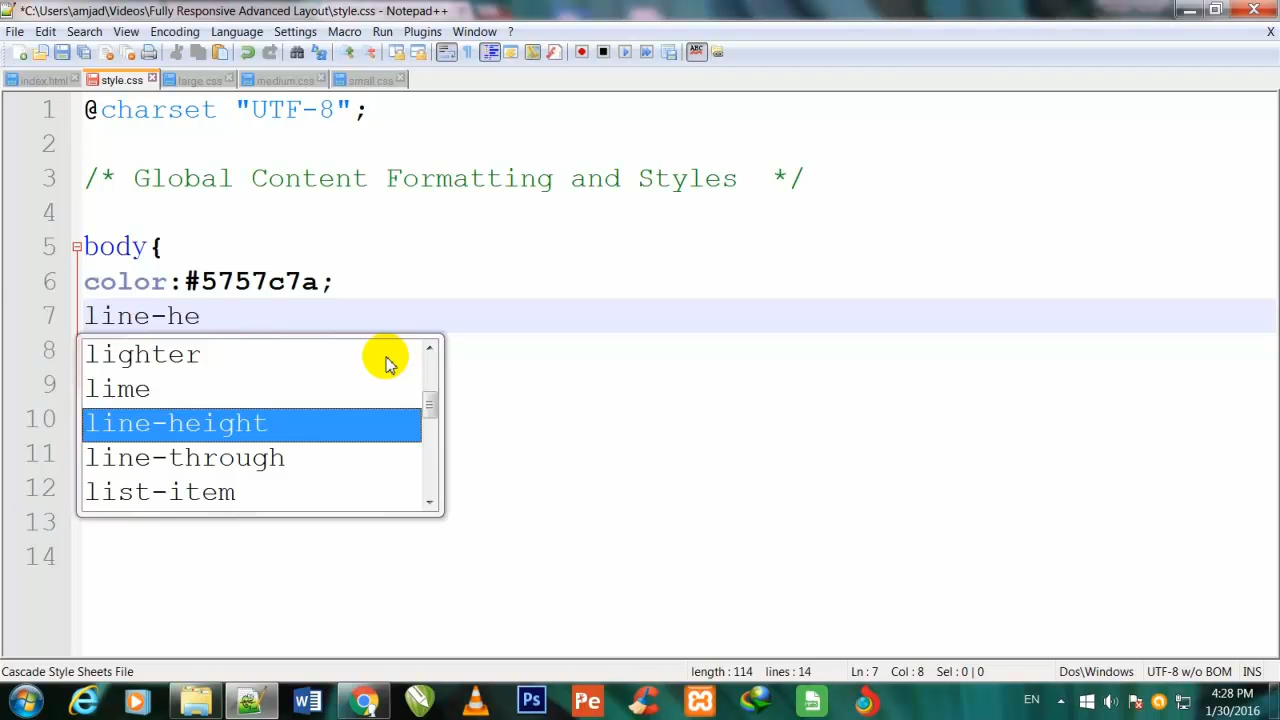 *C:\Users\amjad\Videos\Fully Responsive Advanced Layout\style.css - Notepad++
File Edit Search View Encoding Language Settings Macro Run Plugins Window ? X
index.html style.css large.css medium.css small.css
1 @charset "UTF-8";
2
3 /* Global Content Formatting and Styles */
4
5 body{
6 color:#5757c7a;
7 line-he
8 lighter
9 lime
10 line-height
11 line-through
12 list-item
13
14
Cascade Style Sheets File length : 114 lines : 14 Ln : 7 Col : 8 Sel : 0 | 0 Dos\Windows UTF-8 w/o BOM INS
W Ps Pe EN 4:28 PM
1/30/2016